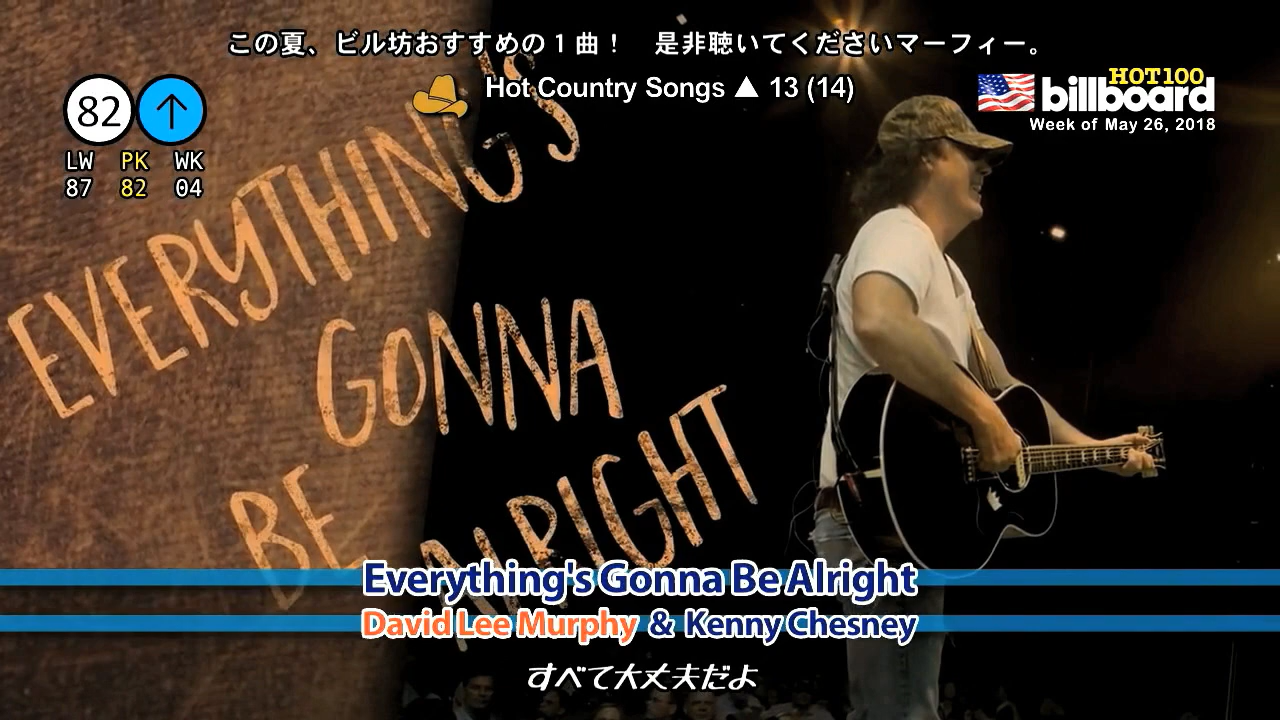 この夏、ビル坊おすすめの１曲！　是非聴いてくださいマーフィー。
Hot Country Songs ▲ 13 (14)
HOT100
billboard
Week of May 26, 2018
82 ↑
LW PK WK
87 82 04
EVERYTHING'S
GONNA
BE ALRIGHT
Everything's Gonna Be Alright
David Lee Murphy & Kenny Chesney
すべて大丈夫だよ